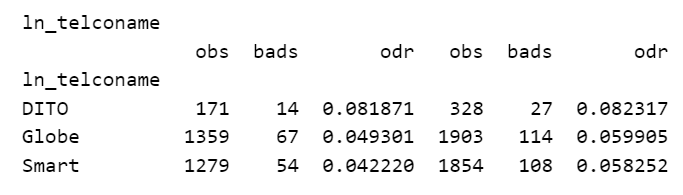 ln_telconame
obs bads odr obs bads odr
ln_telconame
DITO 171 14 0.081871 328 27 0.082317
Globe 1359 67 0.049301 1903 114 0.059905
Smart 1279 54 0.042220 1854 108 0.058252